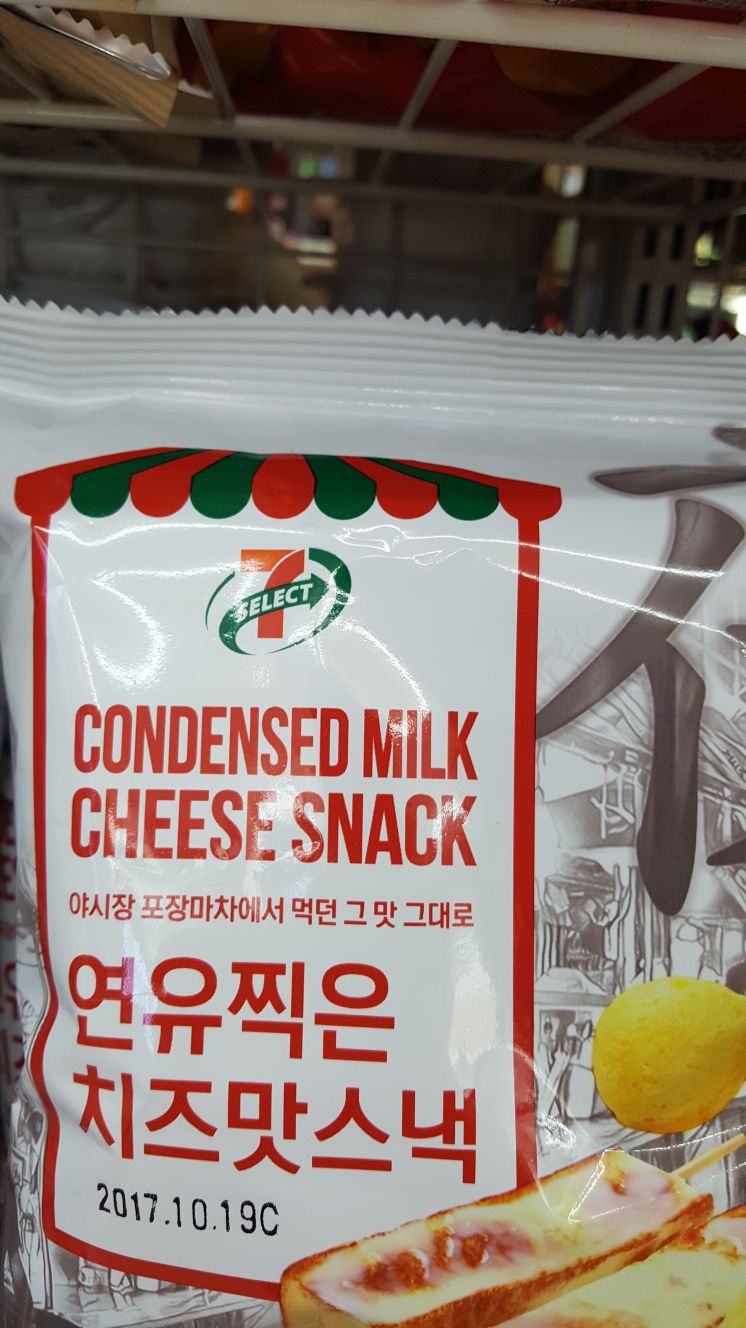 7
SELECT
CONDENSED MILK
CHEESE SNACK
야시장 포장마차에서 먹던 그 맛 그대로
연유찍은
치즈맛스낵
2017.10.19C